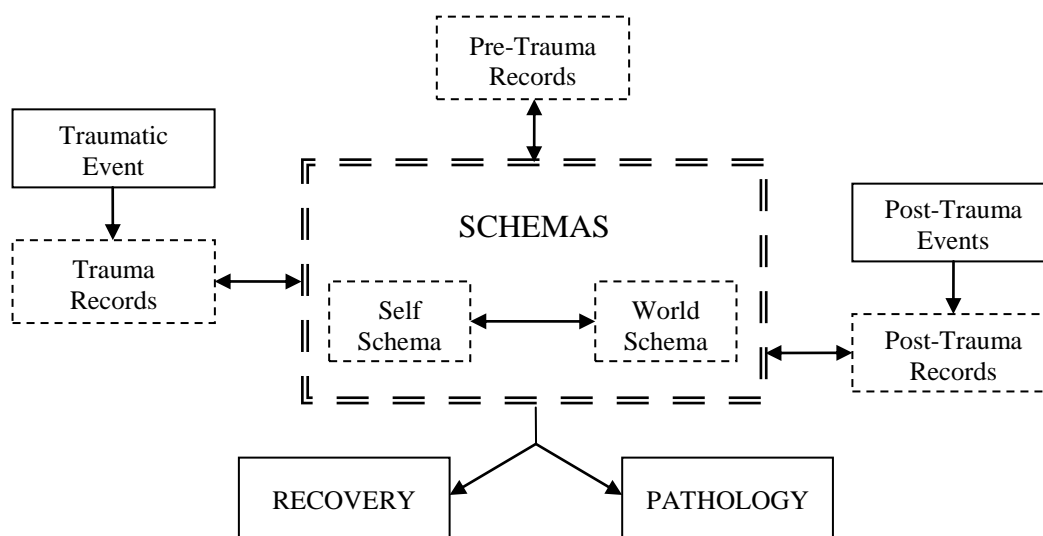 Pre-Trauma
Records
Traumatic
Event
Trauma
Records
SCHEMAS
Self
Schema
World
Schema
Post-Trauma
Events
Post-Trauma
Records
RECOVERY
PATHOLOGY